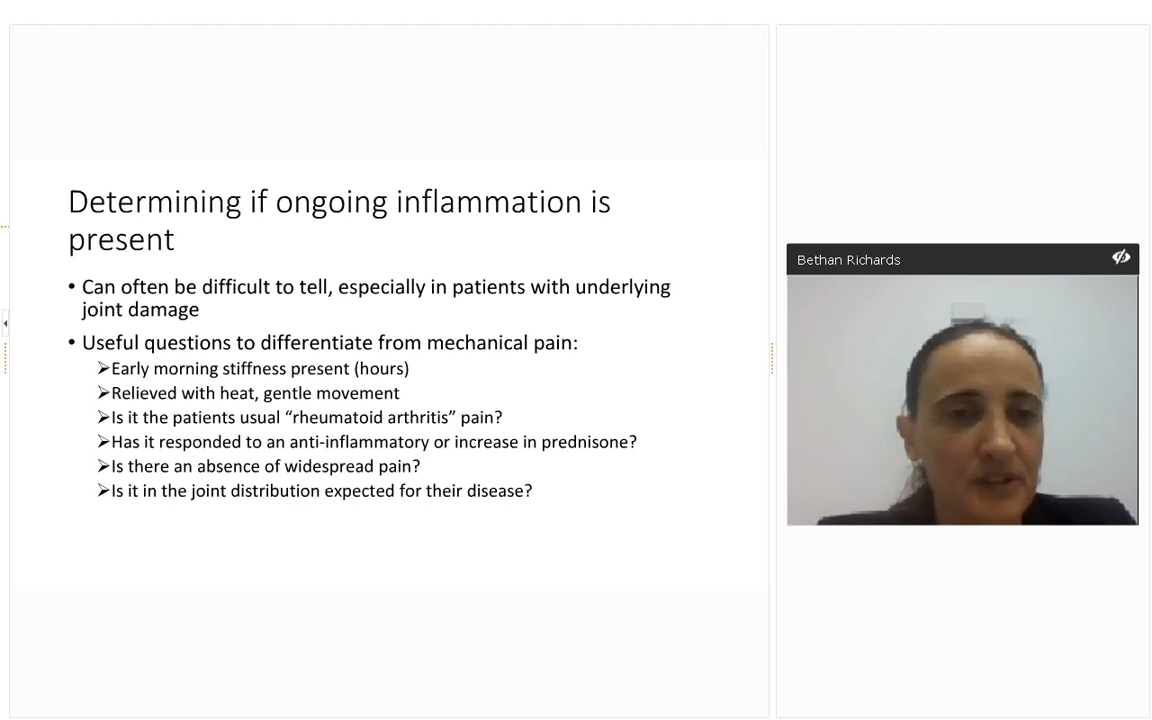 Determining if ongoing inflammation is
present
• Can often be difficult to tell, especially in patients with underlying
joint damage
• Useful questions to differentiate from mechanical pain:
➢Early morning stiffness present (hours)
➢Relieved with heat, gentle movement
➢Is it the patients usual “rheumatoid arthritis” pain?
➢Has it responded to an anti-inflammatory or increase in prednisone?
➢Is there an absence of widespread pain?
➢Is it in the joint distribution expected for their disease?
Bethan Richards